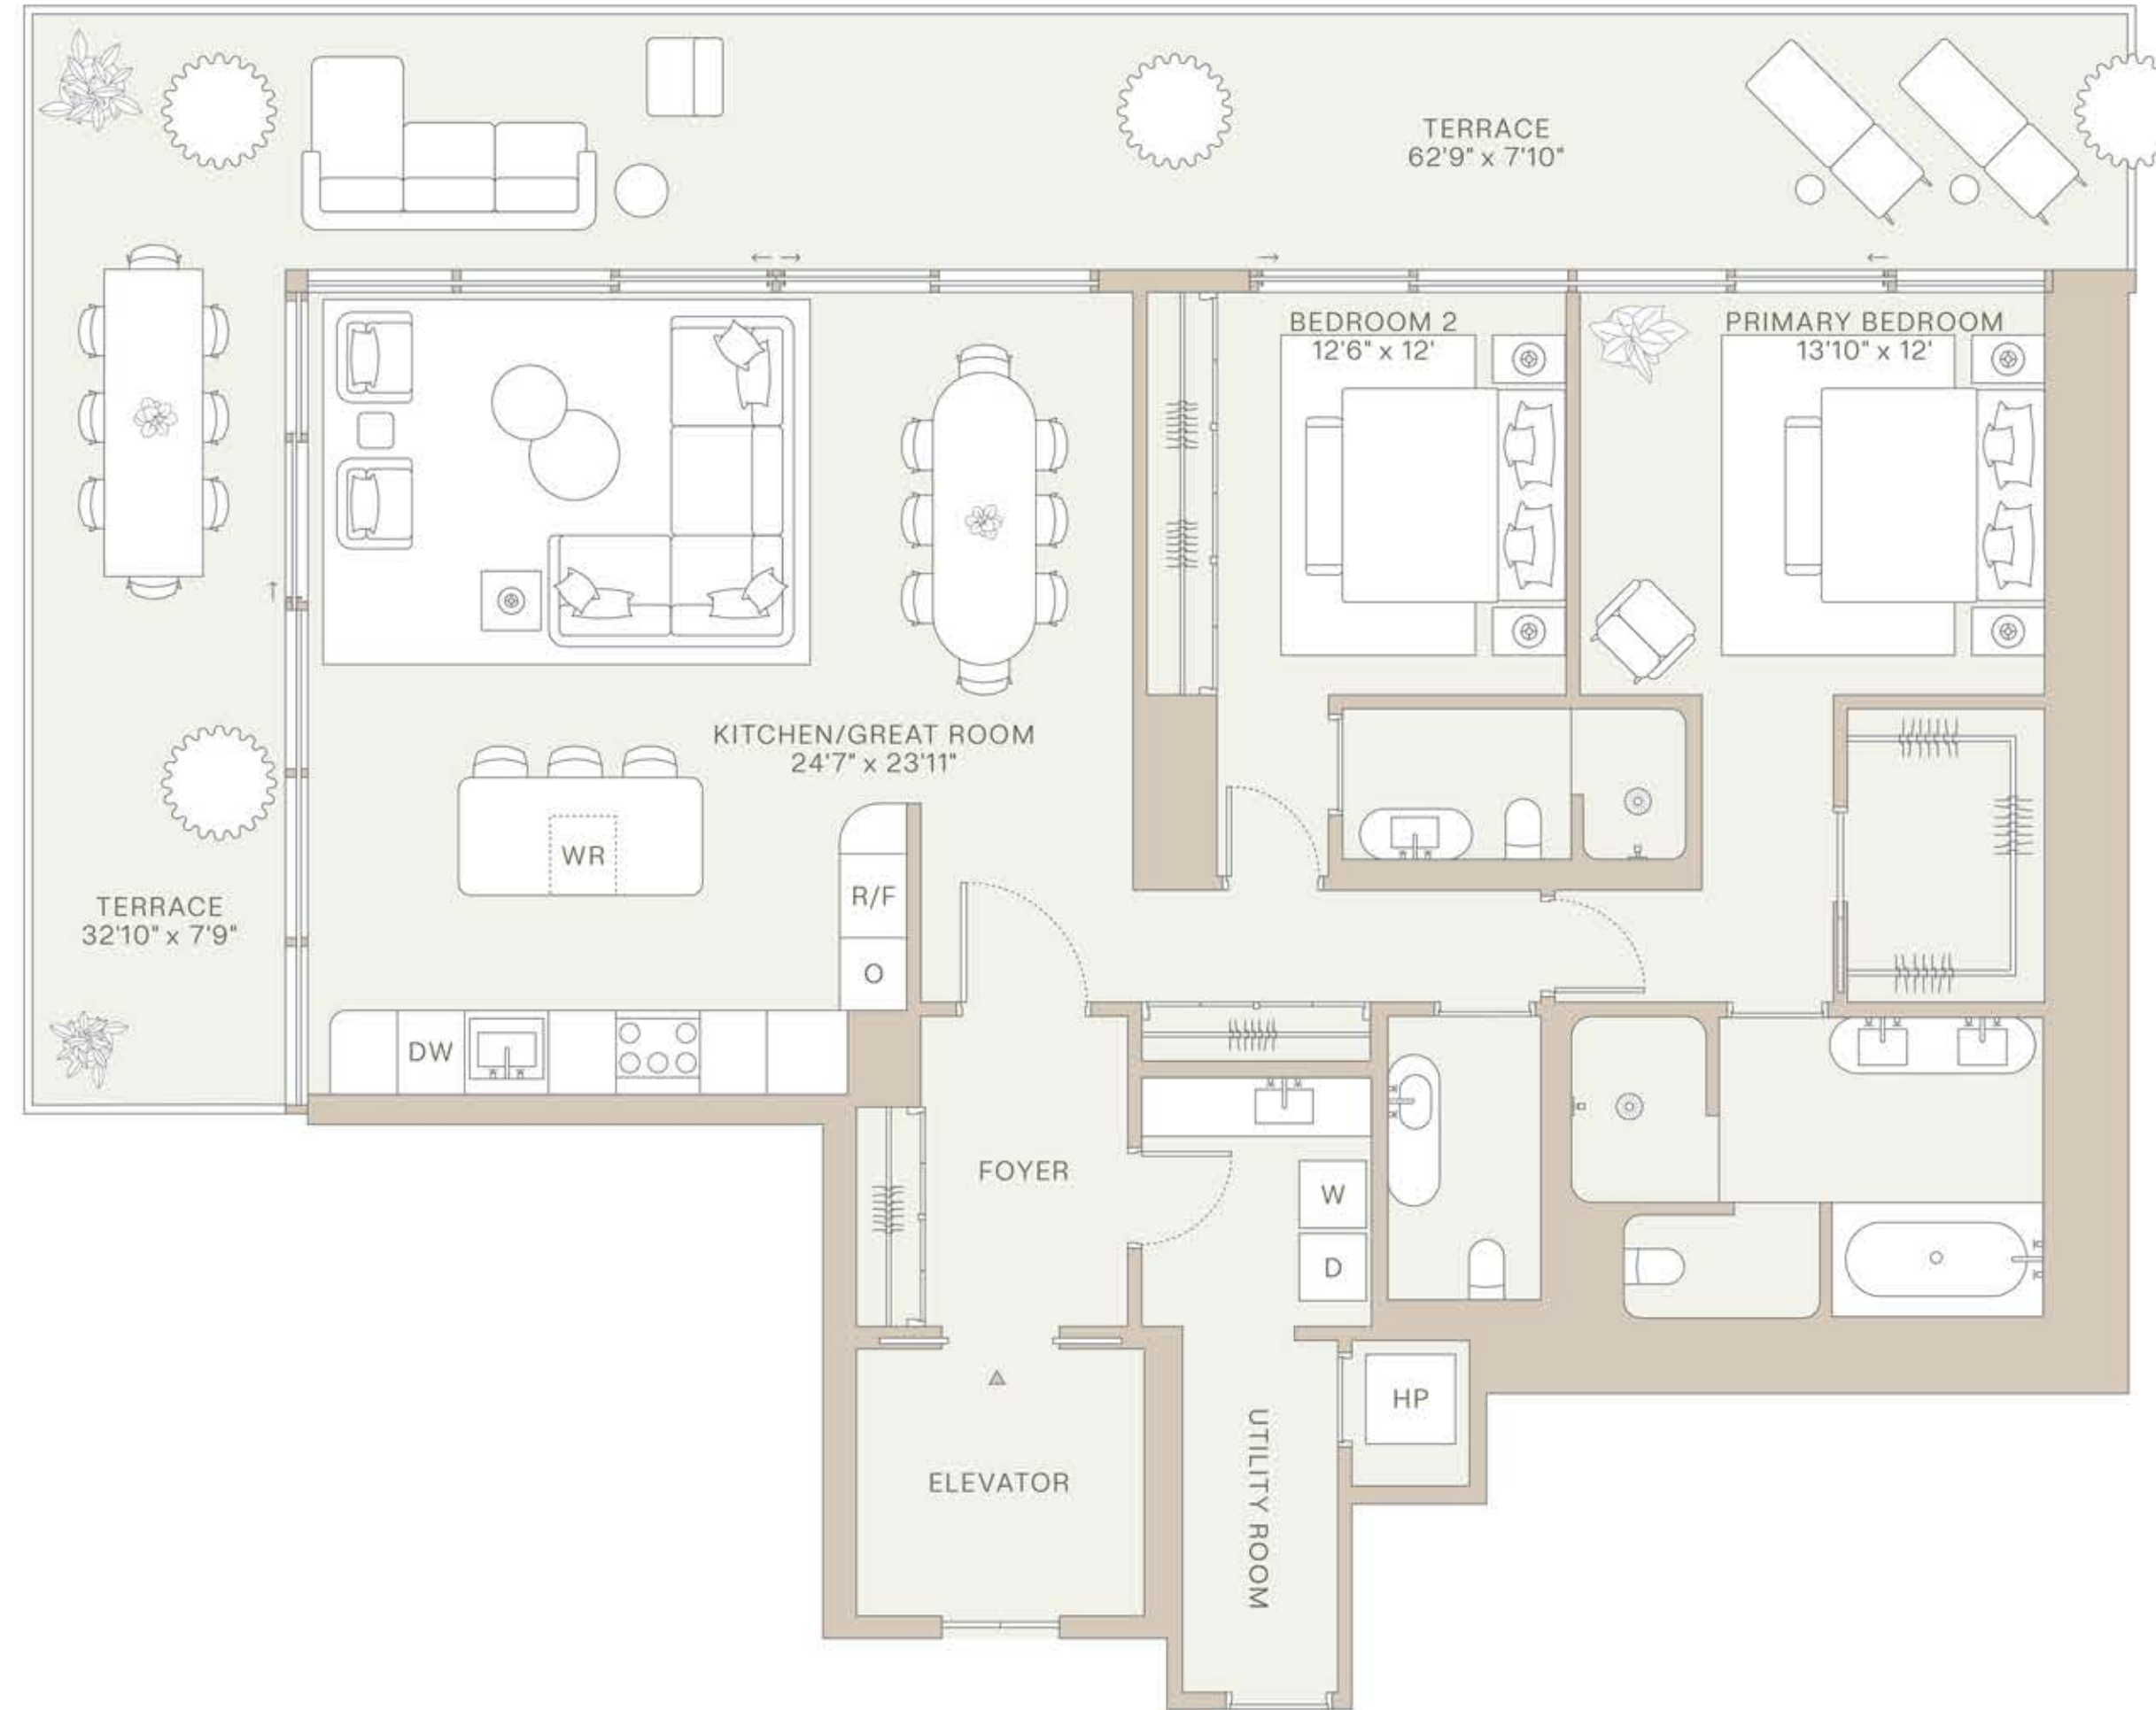 TERRACE
62'9" x 7'10"
BEDROOM 2
12'6" x 12'
PRIMARY BEDROOM
13'10" x 12'
KITCHEN/GREAT ROOM
24'7" x 23'11"
WR
R/F
O
TERRACE
32'10" x 7'9"
DW
FOYER
W
D
HP
ELEVATOR
UTILITY ROOM